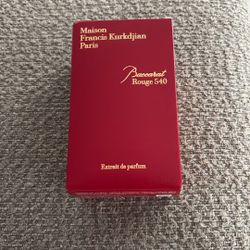 Maison
Francis Kurkdjian
Paris
Baccarat
Rouge 540
Extrait de parfum